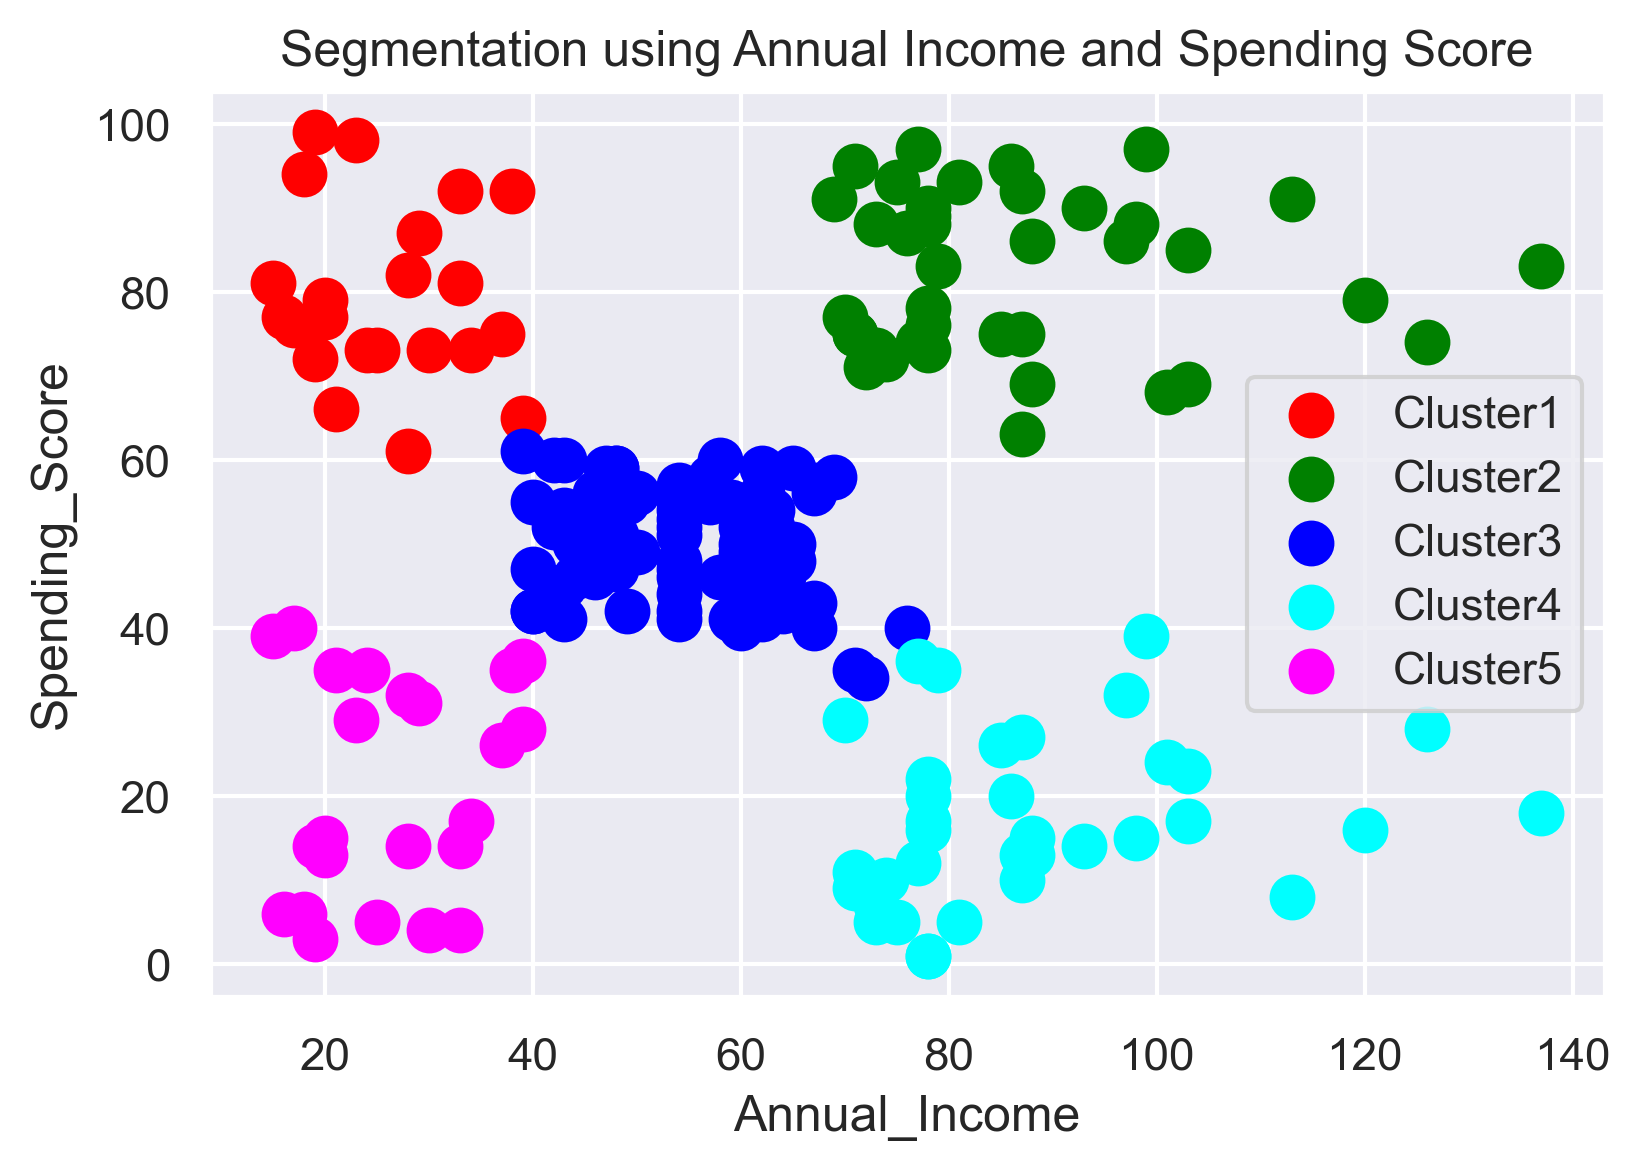 Segmentation using Annual Income and Spending Score
100
80
60
40
20
0
Spending_Score
Cluster1
Cluster2
Cluster3
Cluster4
Cluster5
20 40 60 80 100 120 140
Annual_Income